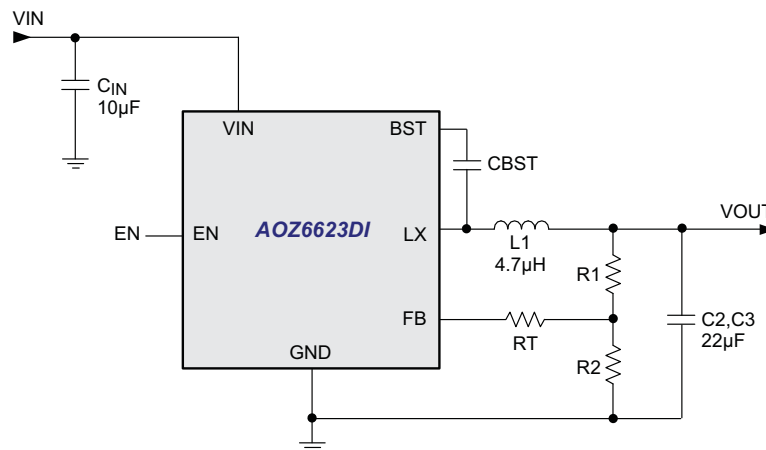 VIN
CIN
10µF
VIN
BST
CBST
EN
EN
AOZ6623DI
LX
L1
4.7µH
VOUT
R1
FB
RT
C2,C3
22µF
GND
R2